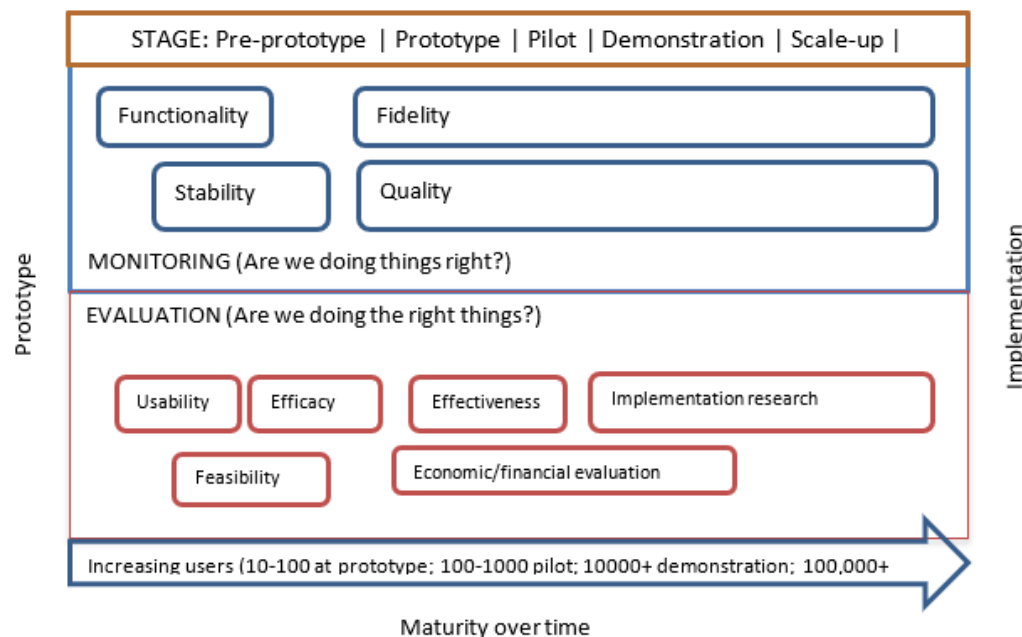 STAGE: Pre-prototype | Prototype | Pilot | Demonstration | Scale-up |
Functionality
Fidelity
Stability
Quality
MONITORING (Are we doing things right?)
Prototype
Implementation
EVALUATION (Are we doing the right things?)
Usability
Efficacy
Effectiveness
Implementation research
Feasibility
Economic/financial evaluation
Increasing users (10-100 at prototype; 100-1000 pilot; 10000+ demonstration; 100,000+
Maturity over time